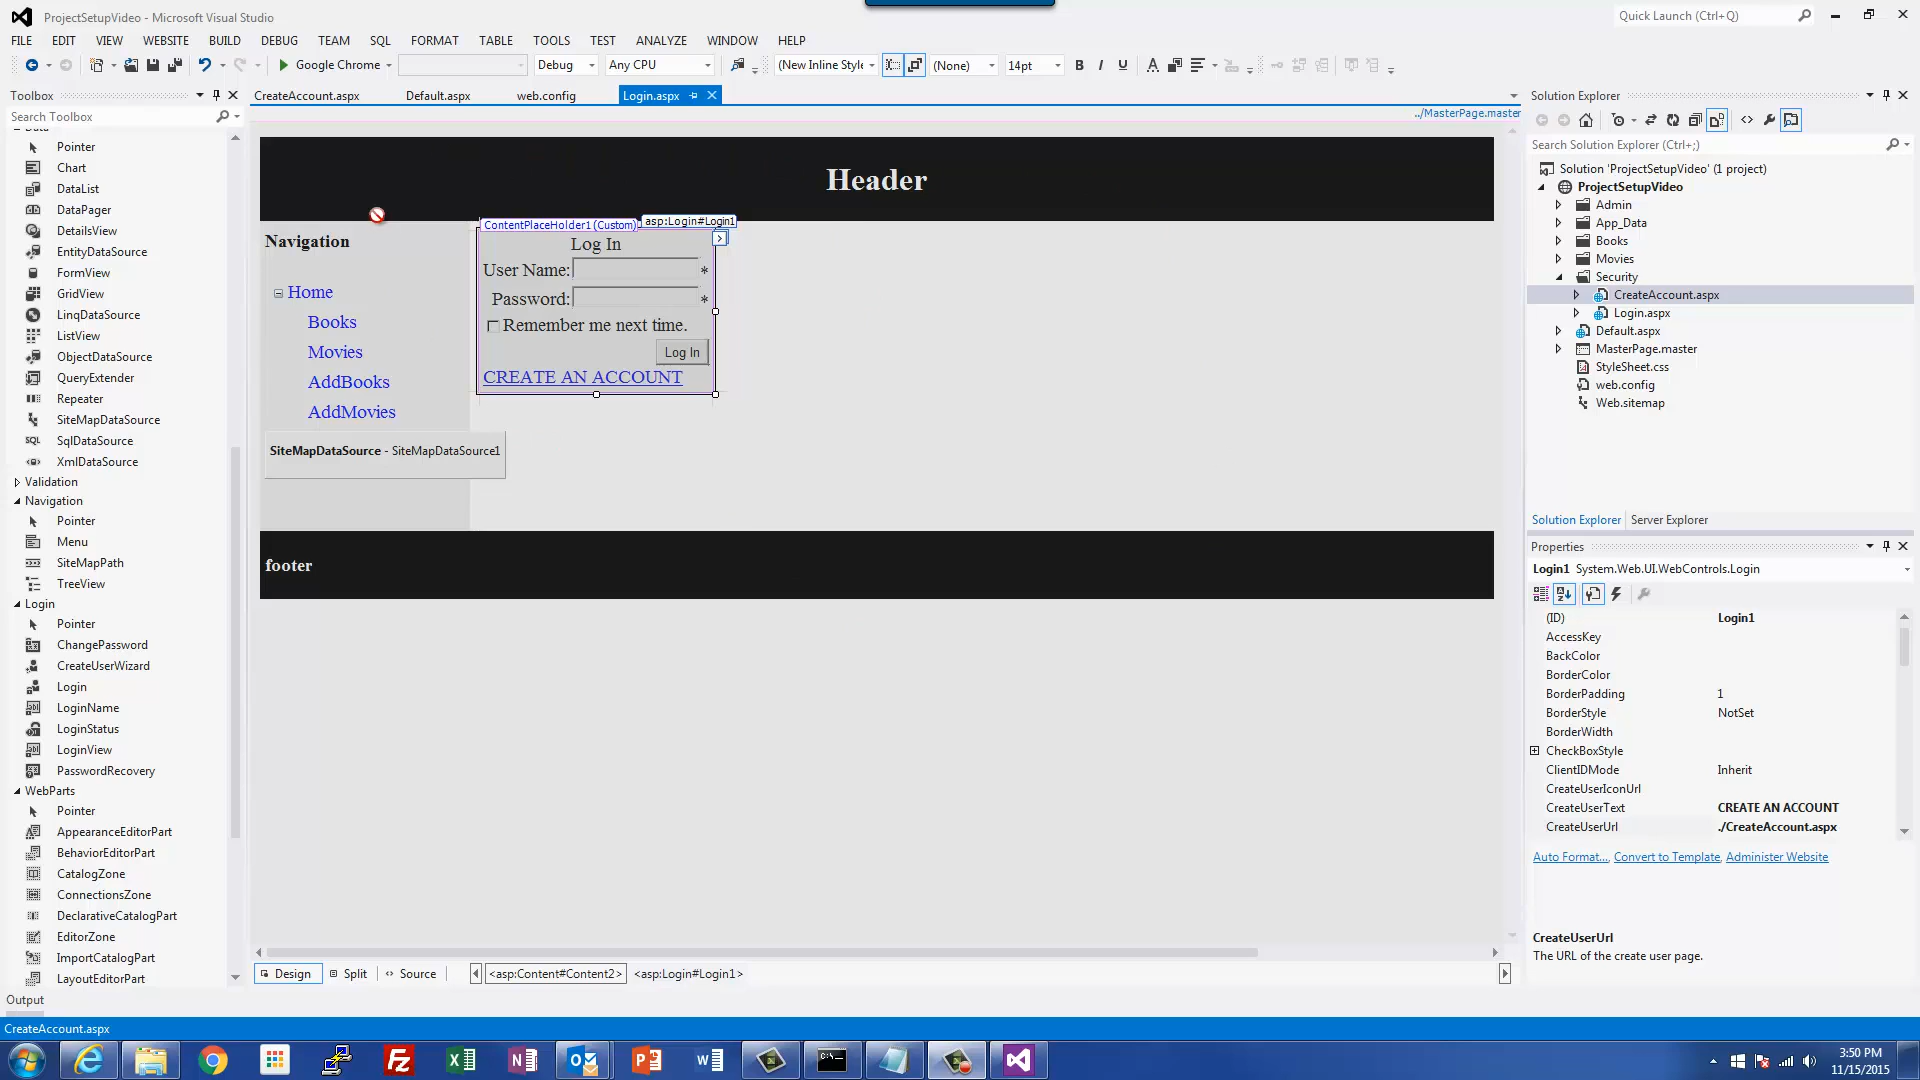 ProjectSetupVideo - Microsoft Visual Studio
Quick Launch (Ctrl+Q)
FILE EDIT VIEW WEBSITE BUILD DEBUG TEAM SQL FORMAT TABLE TOOLS TEST ANALYZE WINDOW HELP
Google Chrome Debug Any CPU (New Inline Style (None) 14pt B I U A
Toolbox
CreateAccount.aspx Default.aspx web.config Login.aspx
Search Toolbox
Data
Pointer
Chart
DataList
DataPager
DetailsView
EntityDataSource
FormView
GridView
LinqDataSource
ListView
ObjectDataSource
QueryExtender
Repeater
SiteMapDataSource
SQL SqlDataSource
XmlDataSource
Validation
Navigation
Pointer
Menu
SiteMapPath
TreeView
Login
Pointer
ChangePassword
CreateUserWizard
Login
LoginName
LoginStatus
LoginView
PasswordRecovery
WebParts
Pointer
AppearanceEditorPart
BehaviorEditorPart
CatalogZone
ConnectionsZone
DeclarativeCatalogPart
EditorZone
ImportCatalogPart
LayoutEditorPart
../MasterPage.master
Header
ContentPlaceHolder1 (Custom) asp:Login#Login1
Navigation
Home
Books
Movies
AddBooks
AddMovies
SiteMapDataSource - SiteMapDataSource1
Log In
User Name: *
Password: *
Remember me next time.
Log In
CREATE AN ACCOUNT
footer
Design Split Source <asp:Content#Content2> <asp:Login#Login1>
Solution Explorer
Search Solution Explorer (Ctrl+;)
Solution 'ProjectSetupVideo' (1 project)
ProjectSetupVideo
Admin
App_Data
Books
Movies
Security
CreateAccount.aspx
Login.aspx
Default.aspx
MasterPage.master
StyleSheet.css
web.config
Web.sitemap
Solution Explorer Server Explorer
Properties
Login1 System.Web.UI.WebControls.Login
(ID) Login1
AccessKey
BackColor
BorderColor
BorderPadding 1
BorderStyle NotSet
BorderWidth
CheckBoxStyle
ClientIDMode Inherit
CreateUserIconUrl
CreateUserText CREATE AN ACCOUNT
CreateUserUrl ./CreateAccount.aspx
Auto Format..., Convert to Template, Administer Website
CreateUserUrl
The URL of the create user page.
Output
CreateAccount.aspx
3:50 PM
11/15/2015